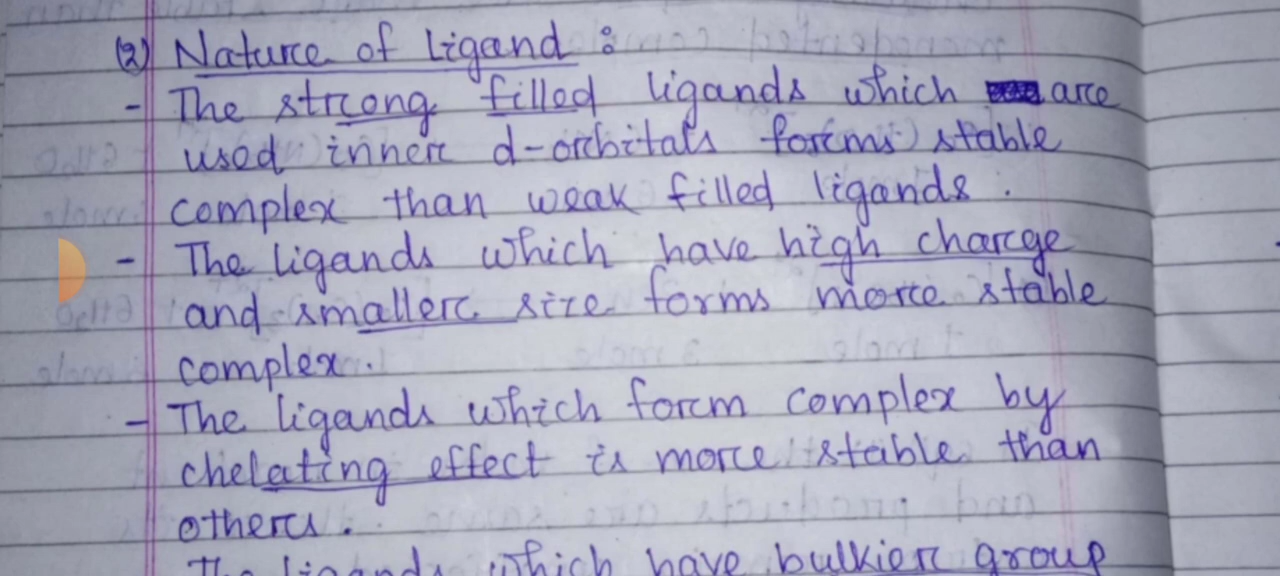 (2) Nature of Ligand :
- The strong filled ligands which are
used inner d-orbitals forms stable
complex than weak filled ligands.
- The ligands which have high charge
and smaller size forms more stable
complex.
- The ligands which form complex by
chelating effect is more stable than
others.
The ligands which have bulkier group